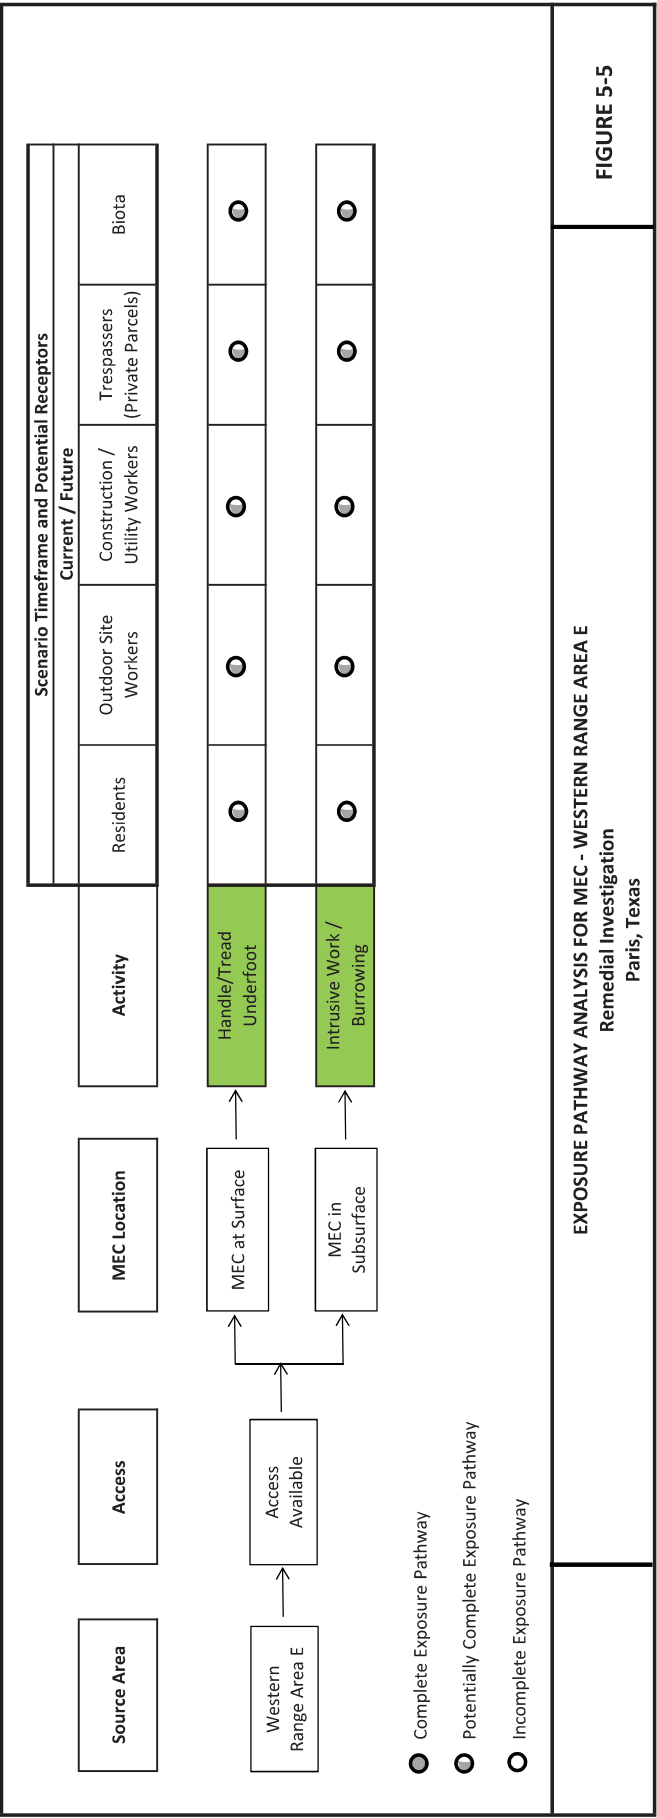 Scenario Timeframe and Potential Receptors
Current / Future
Source Area
Access
MEC Location
Activity
Residents
Outdoor Site
Workers
Construction /
Utility Workers
Trespassers
(Private Parcels)
Biota
Western
Range Area E
Access
Available
MEC at Surface
Handle/Tread
Underfoot
MEC in
Subsurface
Intrusive Work /
Burrowing
Complete Exposure Pathway
Potentially Complete Exposure Pathway
Incomplete Exposure Pathway
EXPOSURE PATHWAY ANALYSIS FOR MEC - WESTERN RANGE AREA E
Remedial Investigation
Paris, Texas
FIGURE 5-5